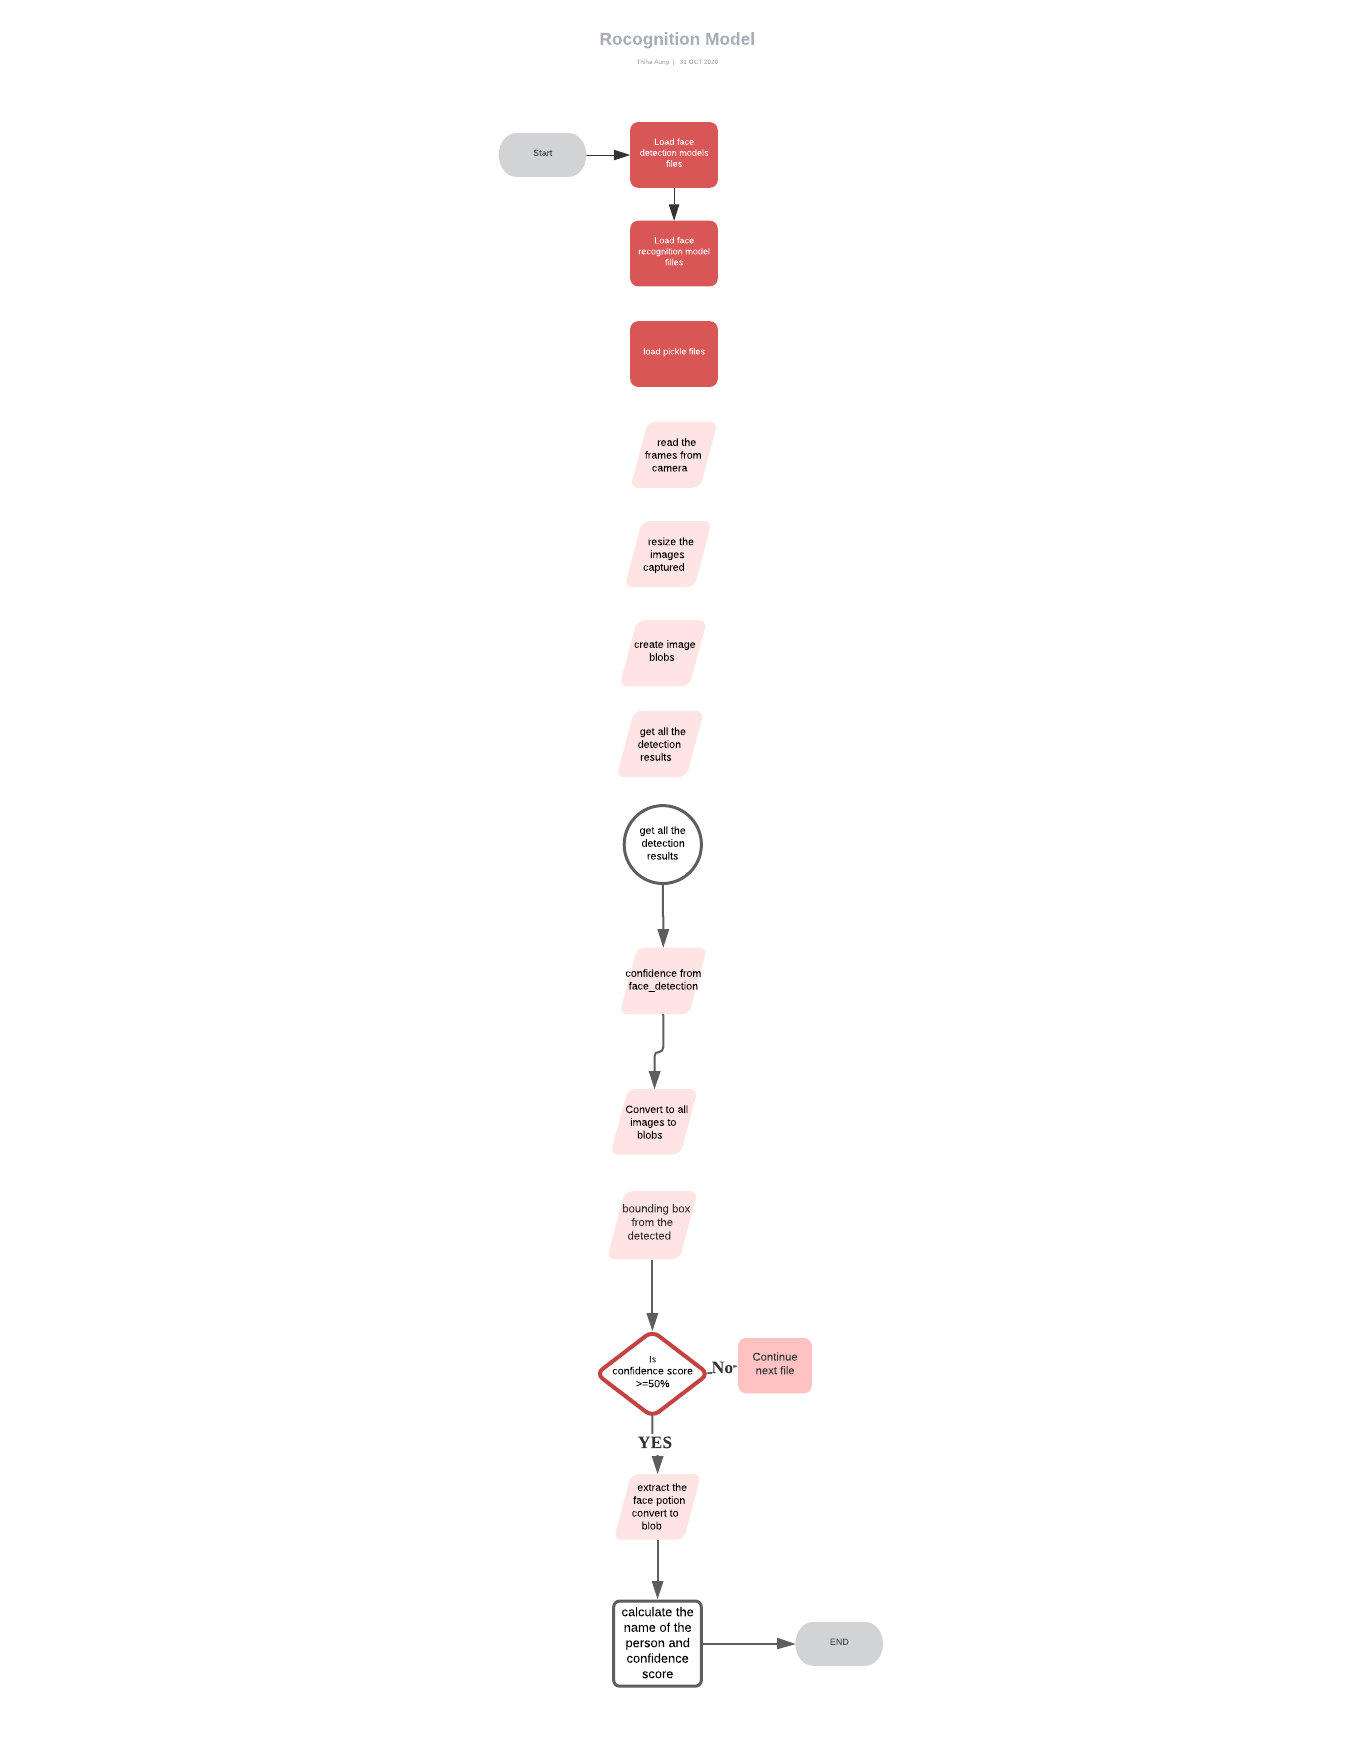 Rocognition Model
Thiha Aung | 31 OCT 2020
Start
Load face
detection models
files
Load face
recognition model
filles
load pickle files
read the
frames from
camera
resize the
images
captured
create image
blobs
get all the
detection
results
get all the
detection
results
confidence from
face_detection
Convert to all
images to
blobs
bounding box
from the
detected
Is
confidence score
>=50%
No
Continue
next file
YES
extract the
face potion
convert to
blob
calculate the
name of the
person and
confidence
score
END